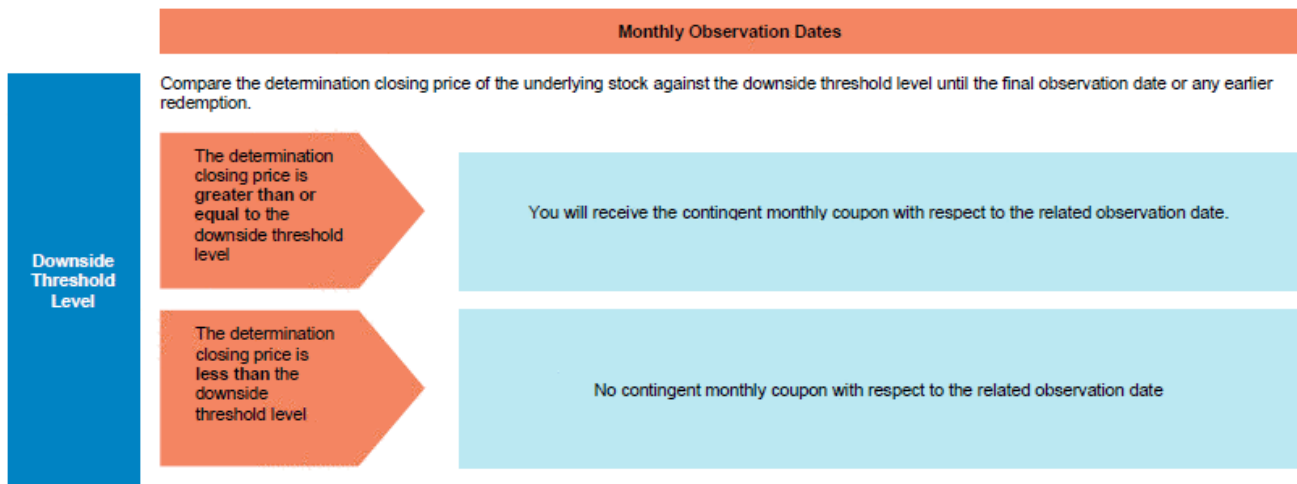 Monthly Observation Dates
Compare the determination closing price of the underlying stock against the downside threshold level until the final observation date or any earlier
redemption.
Downside
Threshold
Level
The determination
closing price is
greater than or
equal to the
downside threshold
level
You will receive the contingent monthly coupon with respect to the related observation date.
The determination
closing price is
less than the
downside
threshold level
No contingent monthly coupon with respect to the related observation date